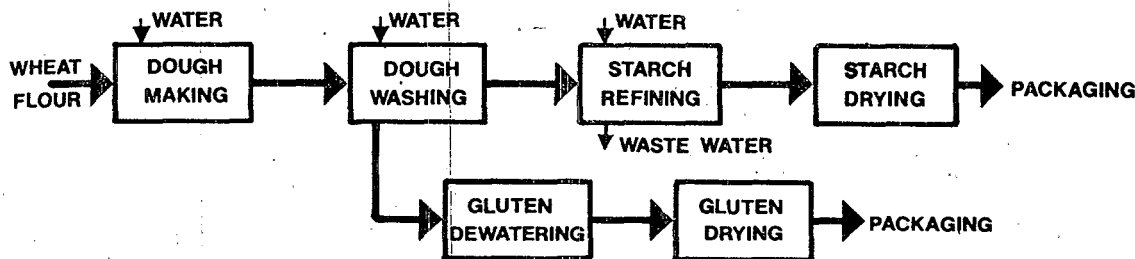 WATER
WATER
WATER
WHEAT
FLOUR
DOUGH
MAKING
DOUGH
WASHING
STARCH
REFINING
STARCH
DRYING
PACKAGING
WASTE WATER
GLUTEN
DEWATERING
GLUTEN
DRYING
PACKAGING